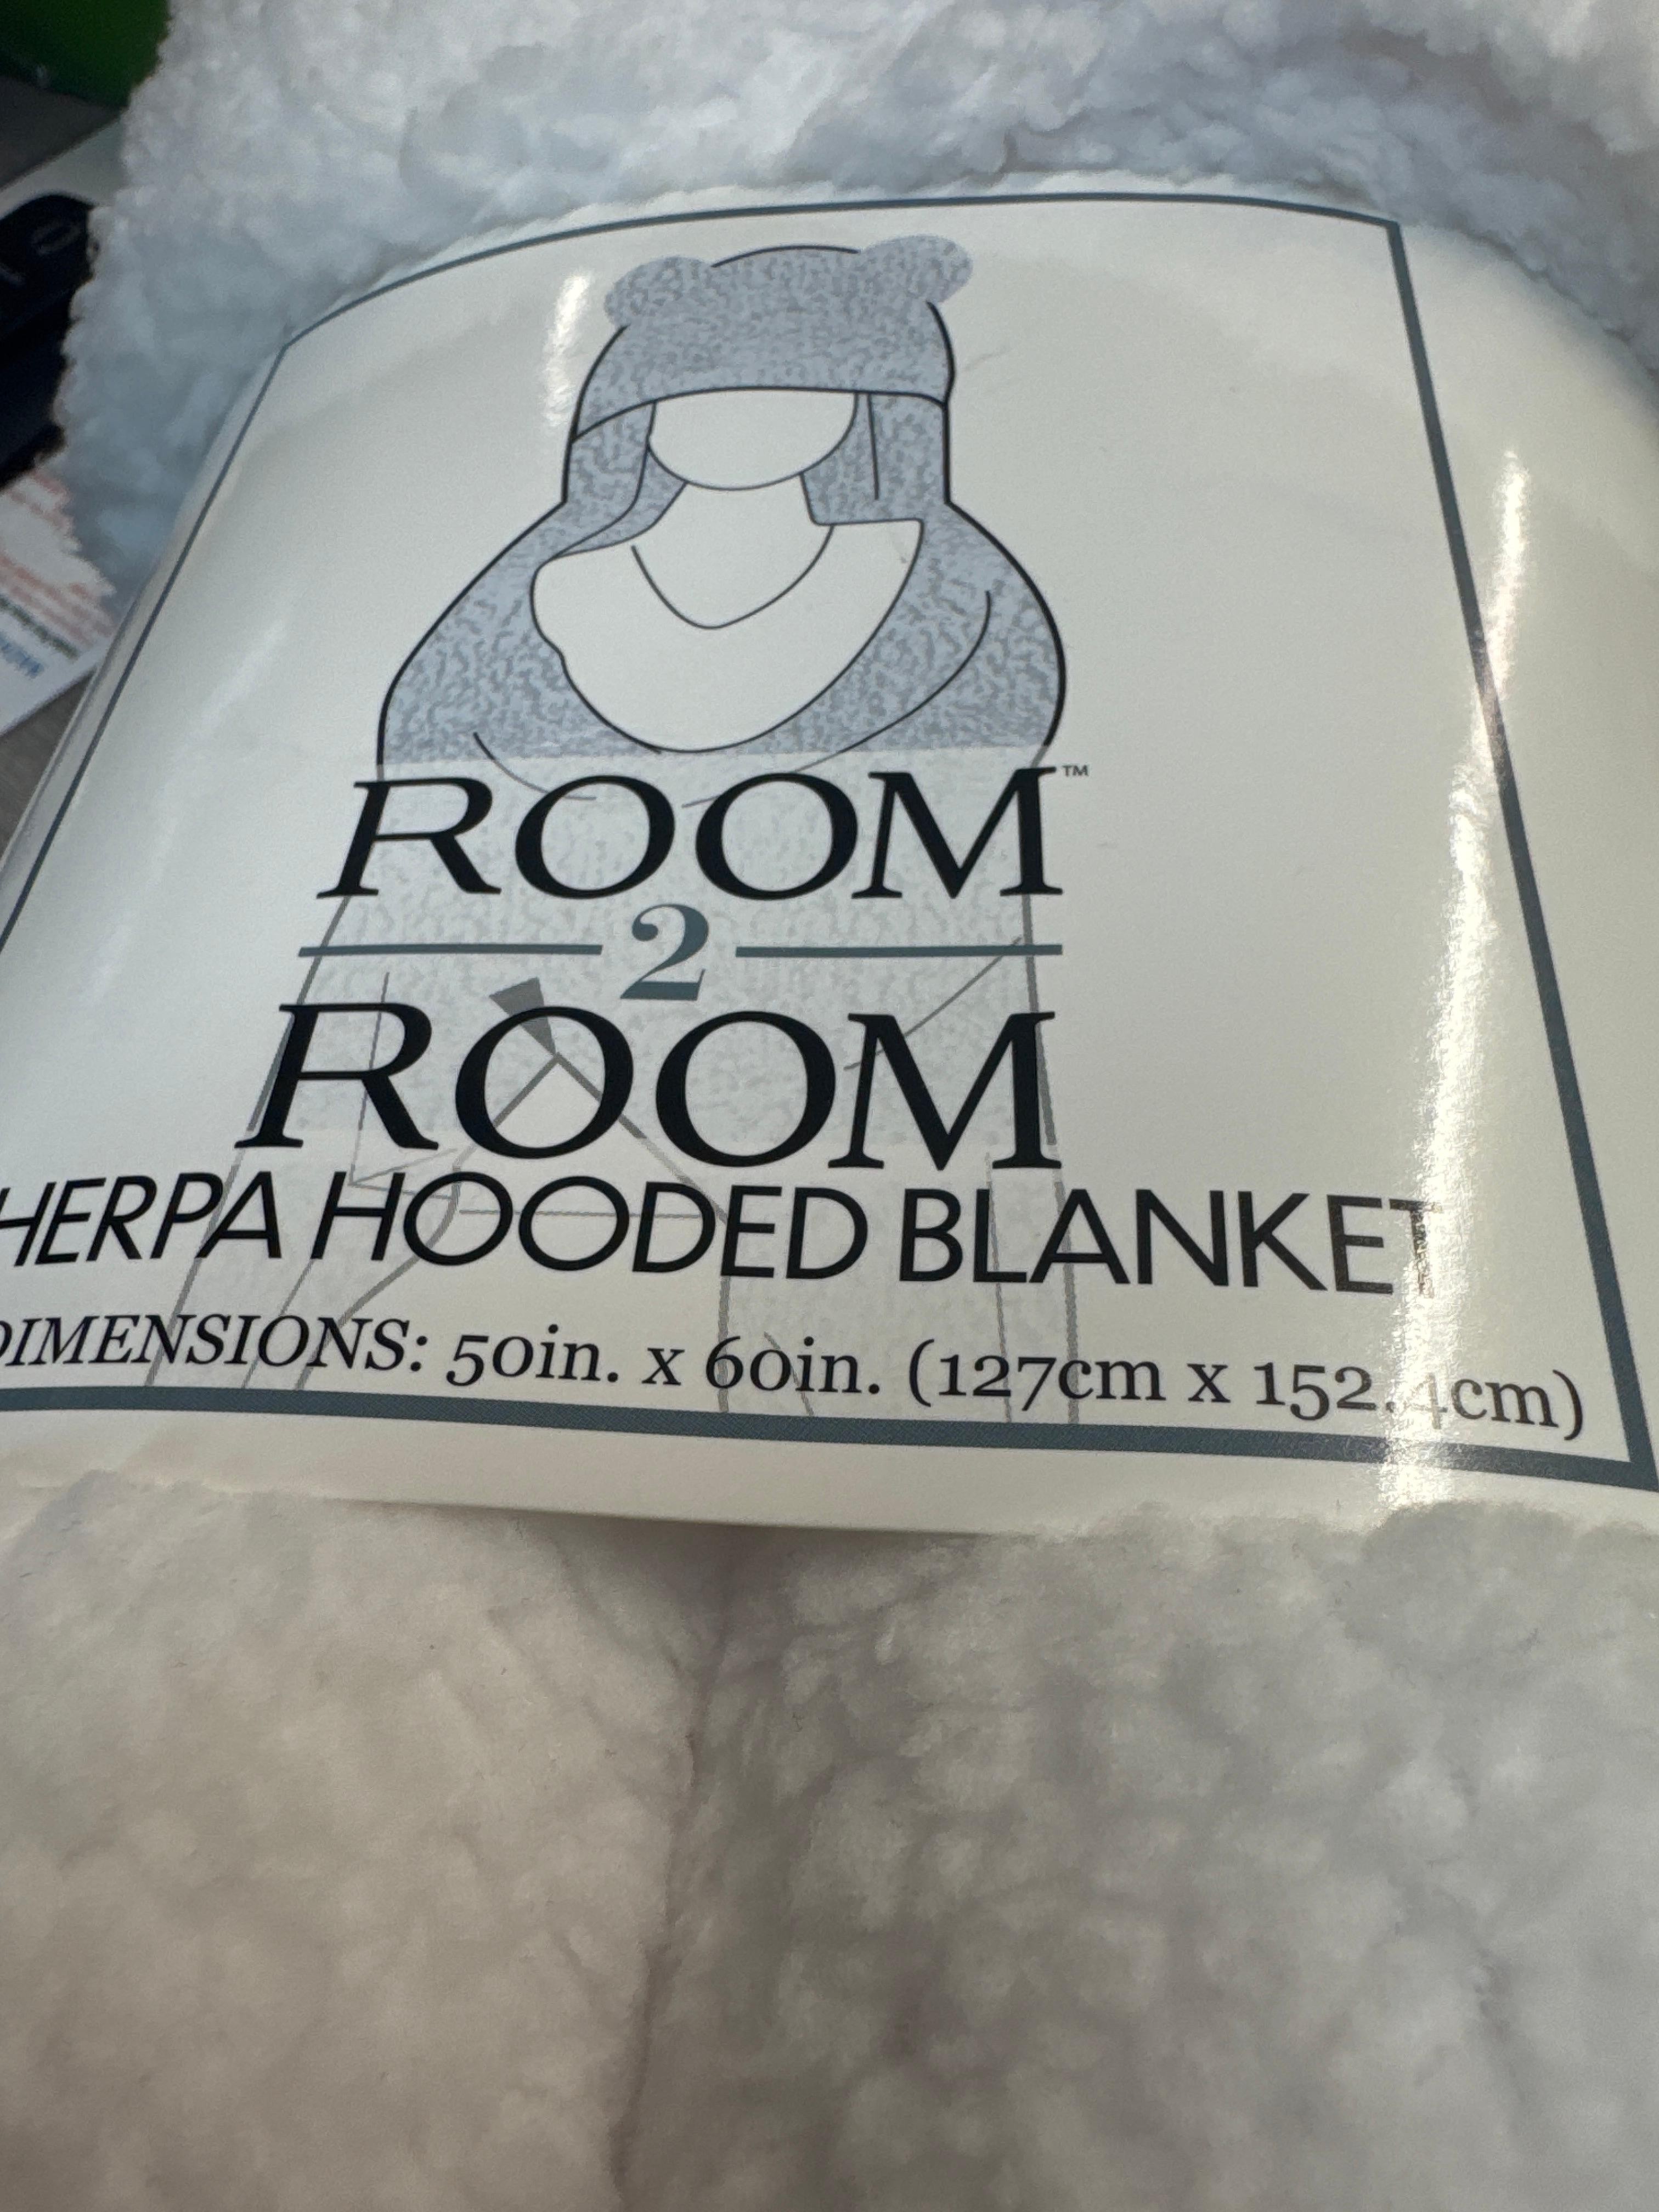 ROOM™
2
ROOM
HERPA HOODED BLANKET
DIMENSIONS: 50in. x 60in. (127cm x 152.4cm)